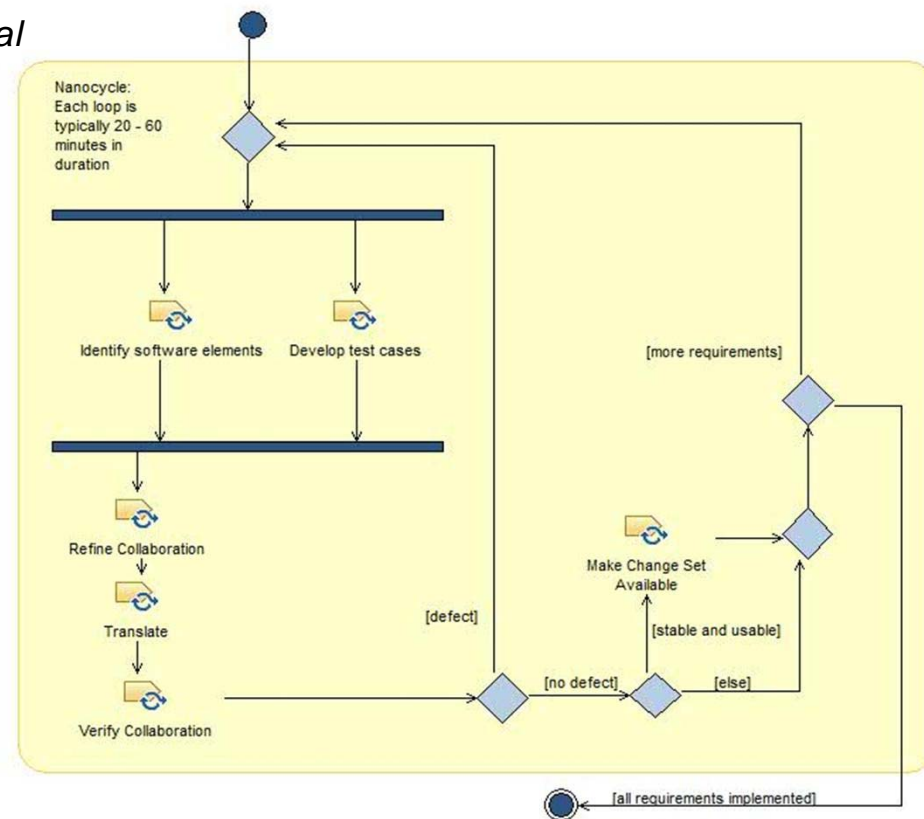 Nanocycle:
Each loop is
typically 20 - 60
minutes in
duration
Identify software elements
Develop test cases
[more requirements]
Refine Collaboration
Make Change Set
Available
Translate
[defect]
[stable and usable]
[no defect]
[else]
Verify Collaboration
[all requirements implemented]